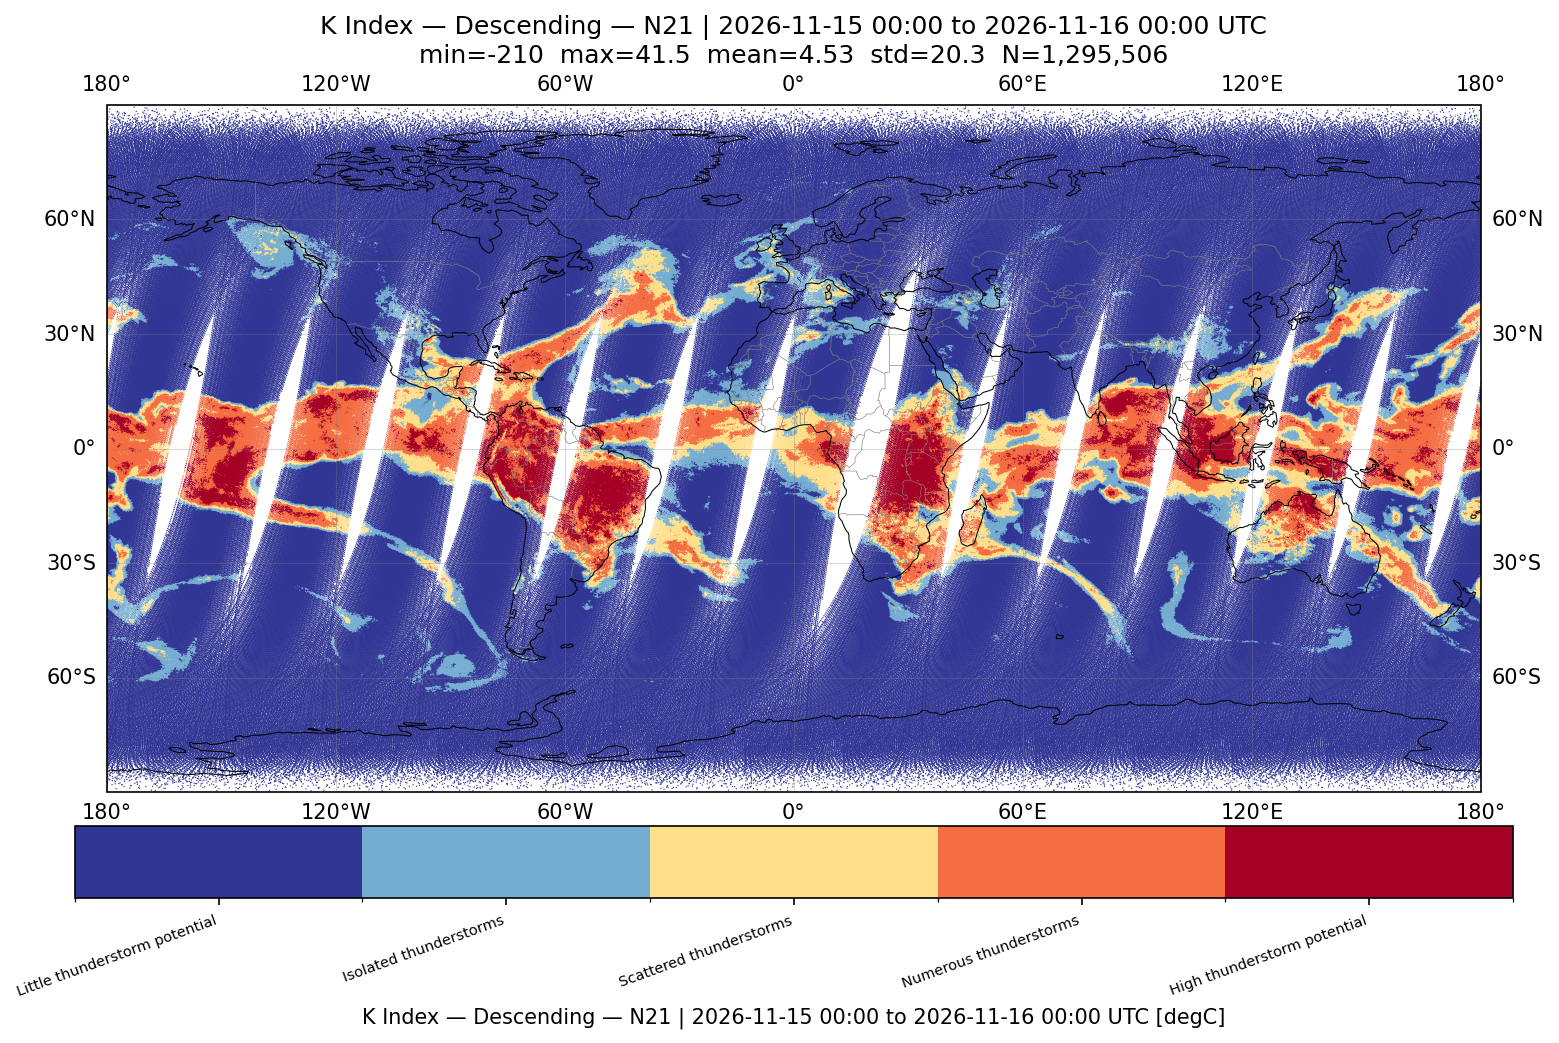 K Index — Descending — N21 | 2026-11-15 00:00 to 2026-11-16 00:00 UTC
min=-210 max=41.5 mean=4.53 std=20.3 N=1,295,506
180° 120°W 60°W 0° 60°E 120°E 180°
60°N 60°N
30°N 30°N
0° 0°
30°S 30°S
60°S 60°S
180° 120°W 60°W 0° 60°E 120°E 180°
Little thunderstorm potential
Isolated thunderstorms
Scattered thunderstorms
Numerous thunderstorms
High thunderstorm potential
K Index — Descending — N21 | 2026-11-15 00:00 to 2026-11-16 00:00 UTC [degC]